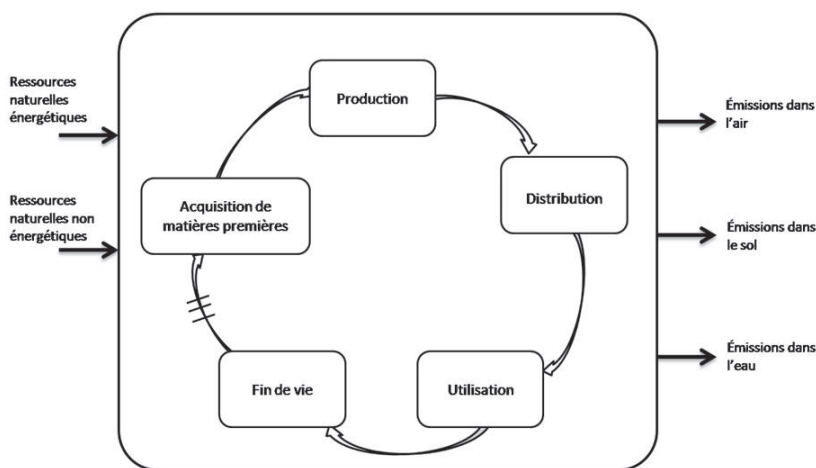 Ressources
naturelles
énergétiques
Ressources
naturelles non
énergétiques
Production
Distribution
Utilisation
Fin de vie
Acquisition de
matières premières
Émissions dans
l'air
Émissions dans
le sol
Émissions dans
l'eau